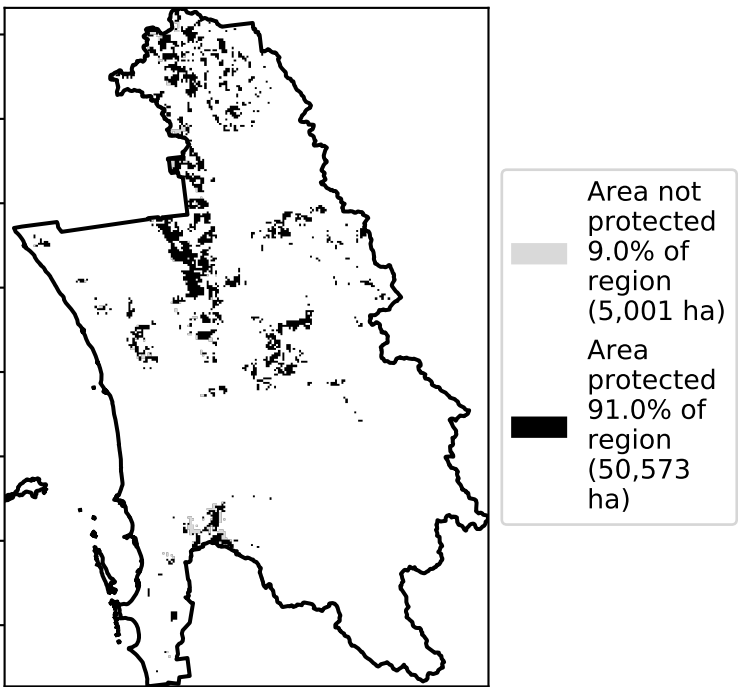 Area not
protected
9.0% of
region
(5,001 ha)
Area
protected
91.0% of
region
(50,573
ha)